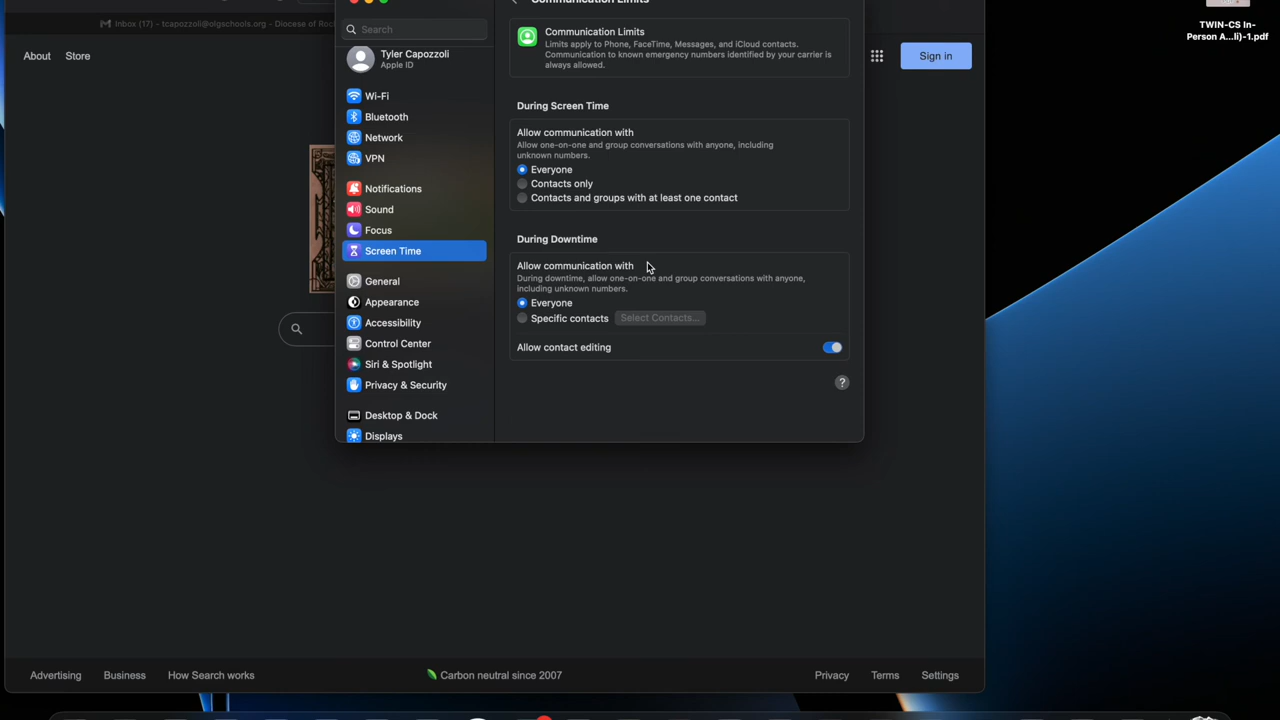 Communication Limits
Inbox (17) - tcapozzoli@olgschools.org - Diocese of Roc
TWIN-CS In-
Person A...li)-1.pdf
About
Store
Sign in
Search
Tyler Capozzoli
Apple ID
Wi-Fi
Bluetooth
Network
VPN
Notifications
Sound
Focus
Screen Time
General
Appearance
Accessibility
Control Center
Siri & Spotlight
Privacy & Security
Desktop & Dock
Displays
Communication Limits
Limits apply to Phone, FaceTime, Messages, and iCloud contacts.
Communication to known emergency numbers identified by your carrier is
always allowed.
During Screen Time
Allow communication with
Allow one-on-one and group conversations with anyone, including
unknown numbers.
Everyone
Contacts only
Contacts and groups with at least one contact
During Downtime
Allow communication with
During downtime, allow one-on-one and group conversations with anyone,
including unknown numbers.
Everyone
Specific contacts
Select Contacts...
Allow contact editing
?
Advertising
Business
How Search works
Carbon neutral since 2007
Privacy
Terms
Settings